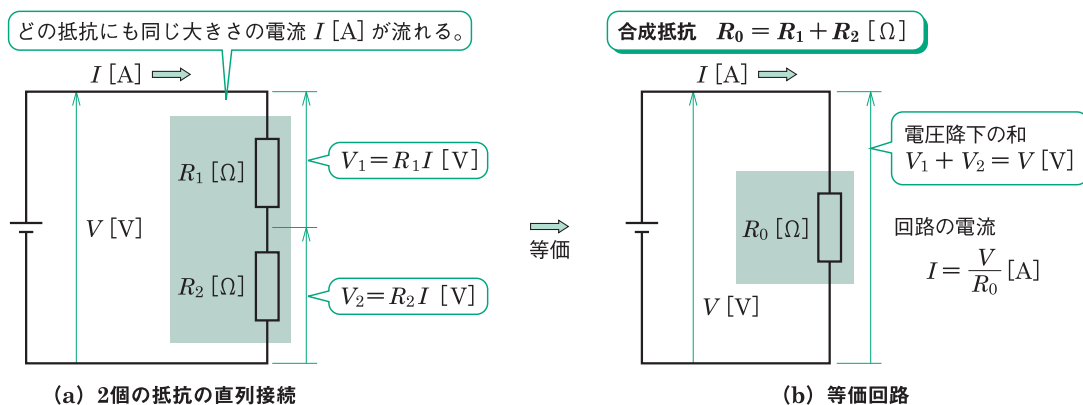 どの抵抗にも同じ大きさの電流 I [A] が流れる。
I [A]
R₁ [Ω]
V₁=R₁I [V]
V [V]
R₂ [Ω]
V₂=R₂I [V]
(a) 2個の抵抗の直列接続
等価
合成抵抗 R₀ = R₁ + R₂ [Ω]
I [A]
電圧降下の和
V₁ + V₂ = V [V]
R₀ [Ω]
回路の電流
I = V/R₀ [A]
V [V]
(b) 等価回路